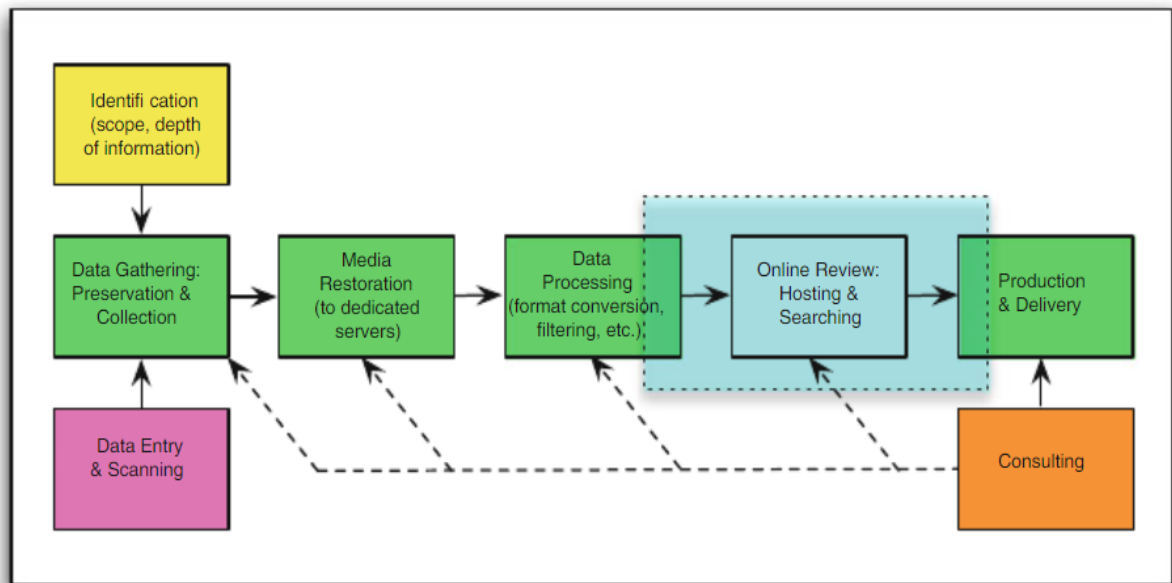 Identifi cation
(scope, depth
of information)
Data Gathering:
Preservation &
Collection
Media
Restoration
(to dedicated
servers)
Data
Processing
(format conversion,
filtering, etc.)
Online Review:
Hosting &
Searching
Production
& Delivery
Data Entry
& Scanning
Consulting